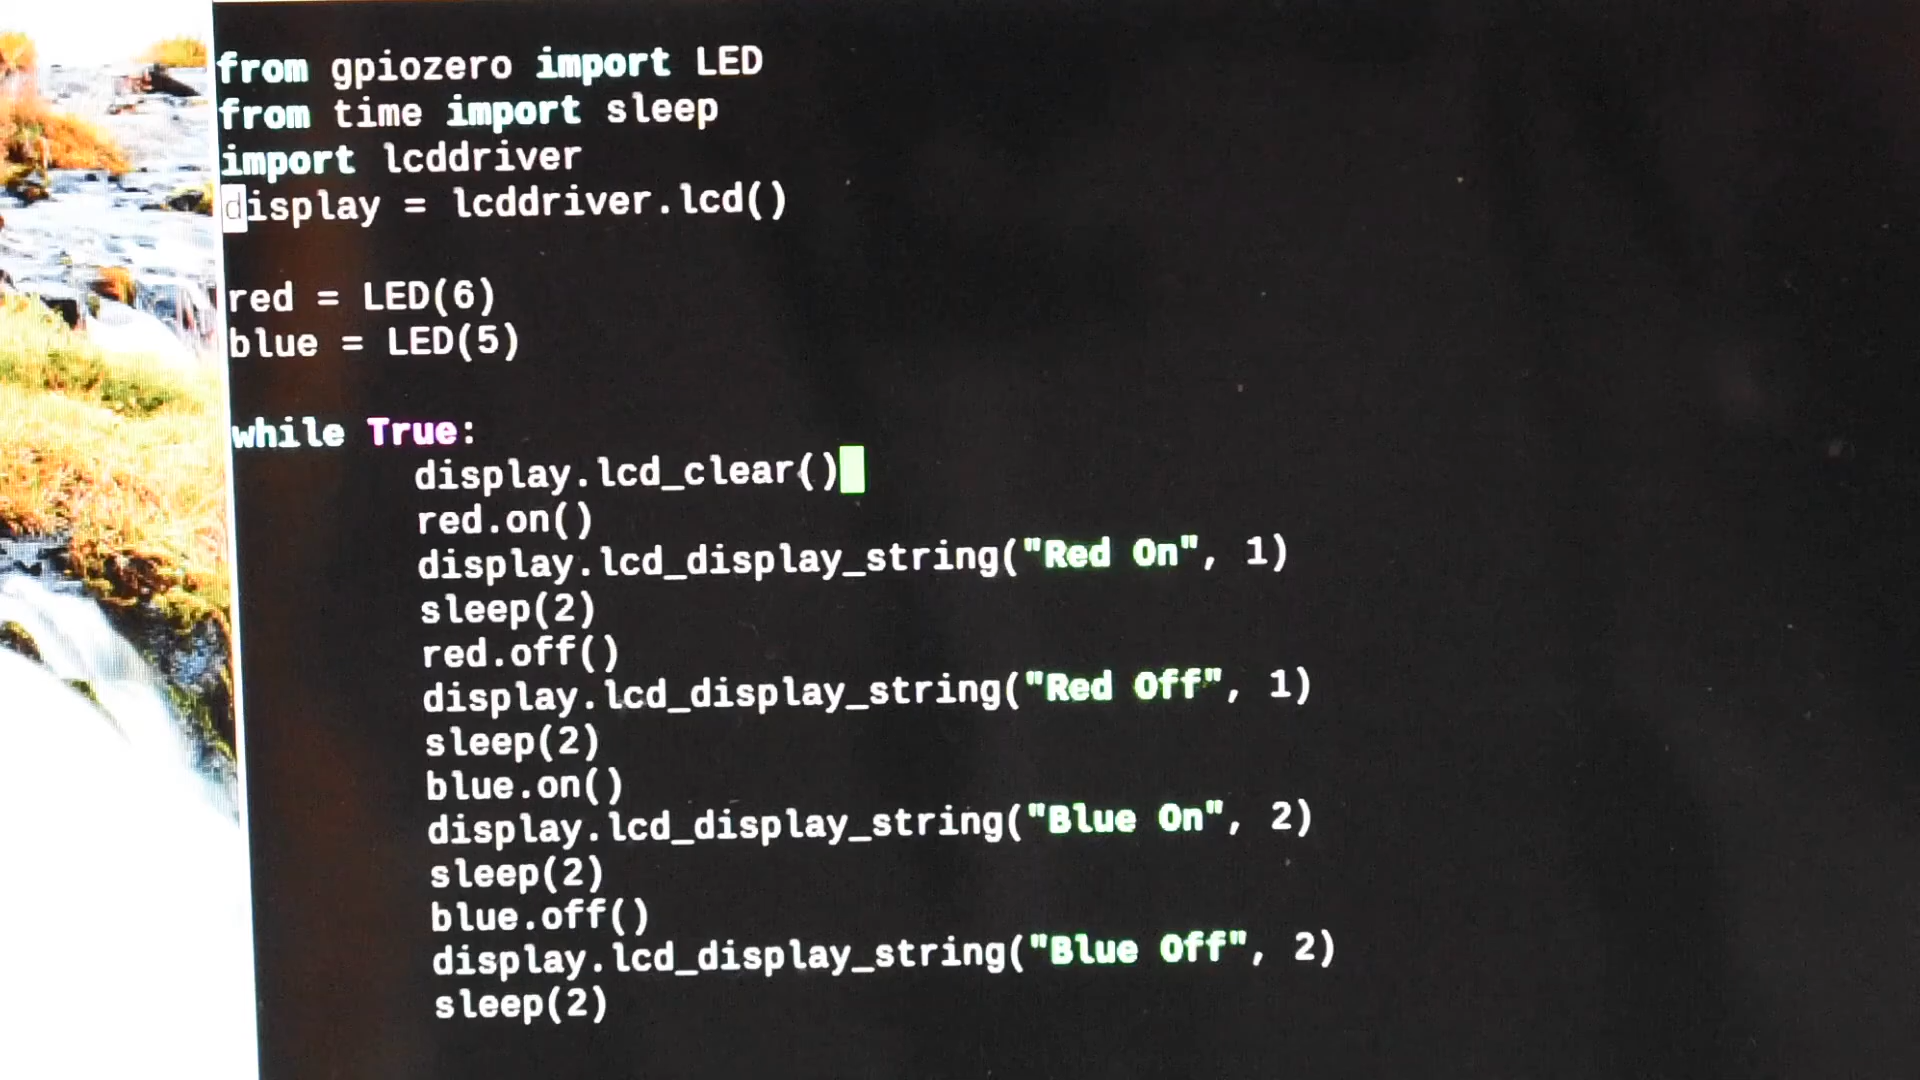 from gpiozero import LED
from time import sleep
import lcddriver
display = lcddriver.lcd()
red = LED(6)
blue = LED(5)
while True:
display.lcd_clear()
red.on()
display.lcd_display_string("Red On", 1)
sleep(2)
red.off()
display.lcd_display_string("Red Off", 1)
sleep(2)
blue.on()
display.lcd_display_string("Blue On", 2)
sleep(2)
blue.off()
display.lcd_display_string("Blue Off", 2)
sleep(2)